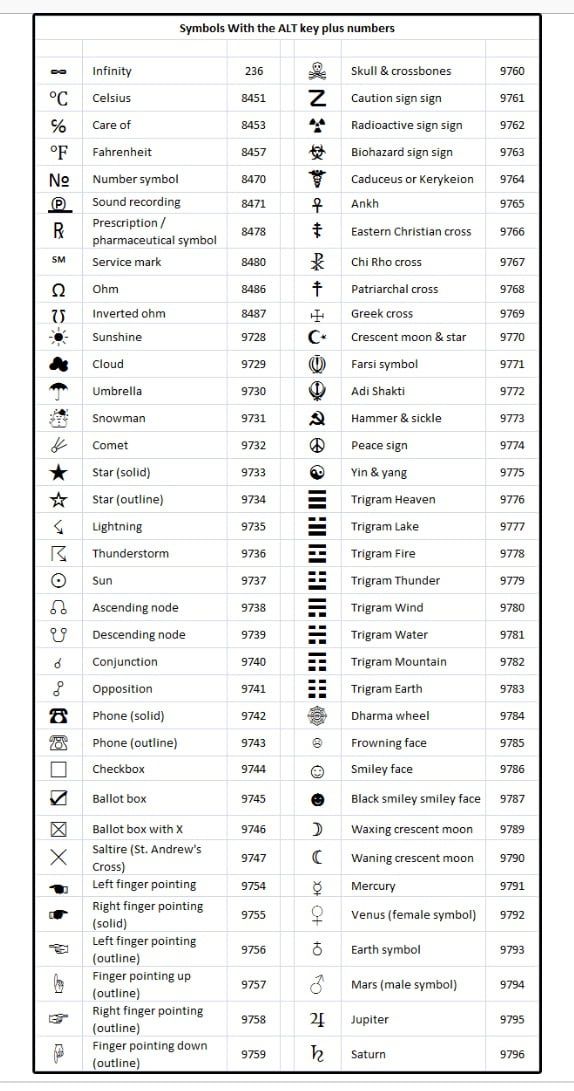 Symbols With the ALT key plus numbers
∞ Infinity 236 ☠ Skull & crossbones 9760
℃ Celsius 8451 ☡ Caution sign sign 9761
℅ Care of 8453 ☢ Radioactive sign sign 9762
℉ Fahrenheit 8457 ☣ Biohazard sign sign 9763
№ Number symbol 8470 ☤ Caduceus or Kerykeion 9764
℗ Sound recording 8471 ☥ Ankh 9765
℞ Prescription /
pharmaceutical symbol 8478 ☦ Eastern Christian cross 9766
℠ Service mark 8480 ☧ Chi Rho cross 9767
Ω Ohm 8486 ☨ Patriarchal cross 9768
℧ Inverted ohm 8487 ☩ Greek cross 9769
☀ Sunshine 9728 ☪ Crescent moon & star 9770
☁ Cloud 9729 ☫ Farsi symbol 9771
☂ Umbrella 9730 ☬ Adi Shakti 9772
☃ Snowman 9731 ☭ Hammer & sickle 9773
☄ Comet 9732 ☮ Peace sign 9774
★ Star (solid) 9733 ☯ Yin & yang 9775
☆ Star (outline) 9734 ☰ Trigram Heaven 9776
☇ Lightning 9735 ☱ Trigram Lake 9777
☈ Thunderstorm 9736 ☲ Trigram Fire 9778
☉ Sun 9737 ☳ Trigram Thunder 9779
☊ Ascending node 9738 ☴ Trigram Wind 9780
☋ Descending node 9739 ☵ Trigram Water 9781
☌ Conjunction 9740 ☶ Trigram Mountain 9782
☍ Opposition 9741 ☷ Trigram Earth 9783
☎ Phone (solid) 9742 ☸ Dharma wheel 9784
☏ Phone (outline) 9743 ☹ Frowning face 9785
☐ Checkbox 9744 ☺ Smiley face 9786
☑ Ballot box 9745 ☻ Black smiley smiley face 9787
☒ Ballot box with X 9746 ☽ Waxing crescent moon 9789
☓ Saltire (St. Andrew's
Cross) 9747 ☾ Waning crescent moon 9790
☚ Left finger pointing 9754 ☿ Mercury 9791
☛ Right finger pointing
(solid) 9755 ♀ Venus (female symbol) 9792
☜ Left finger pointing
(outline) 9756 ♁ Earth symbol 9793
☝ Finger pointing up
(outline) 9757 ♂ Mars (male symbol) 9794
☞ Right finger pointing
(outline) 9758 ♃ Jupiter 9795
☟ Finger pointing down
(outline) 9759 ♄ Saturn 9796